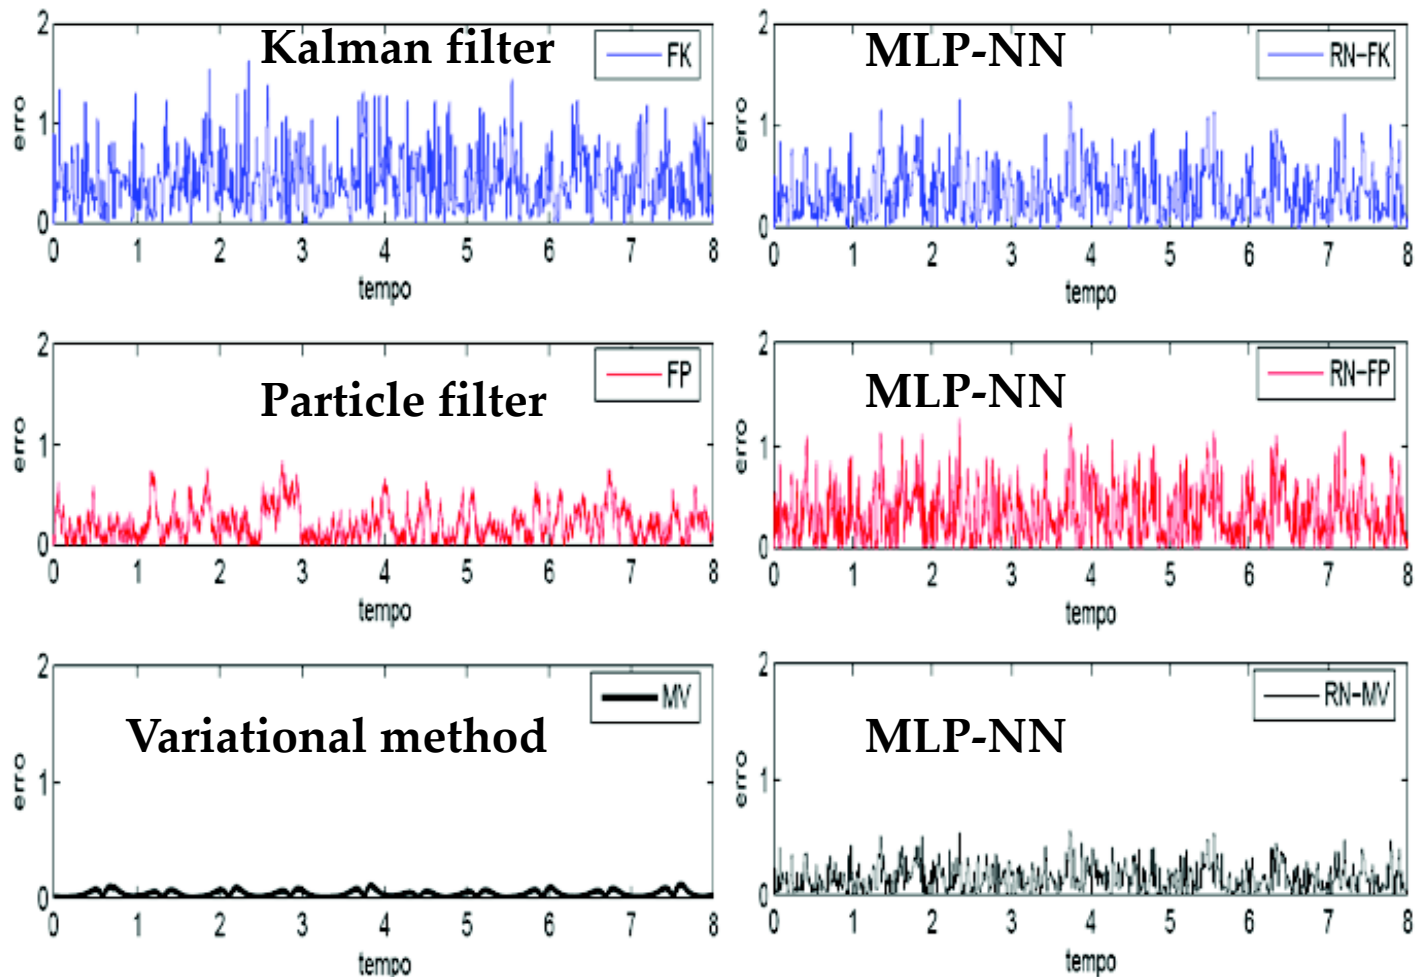 Kalman filter
FK
erro
2
1
0
0 1 2 3 4 5 6 7 8
tempo
MLP-NN
RN-FK
erro
2
1
0
0 1 2 3 4 5 6 7 8
tempo
Particle filter
FP
erro
2
1
0
0 1 2 3 4 5 6 7 8
tempo
MLP-NN
RN-FP
erro
2
1
0
0 1 2 3 4 5 6 7 8
tempo
Variational method
MV
erro
2
1
0
0 1 2 3 4 5 6 7 8
tempo
MLP-NN
RN-MV
erro
2
1
0
0 1 2 3 4 5 6 7 8
tempo